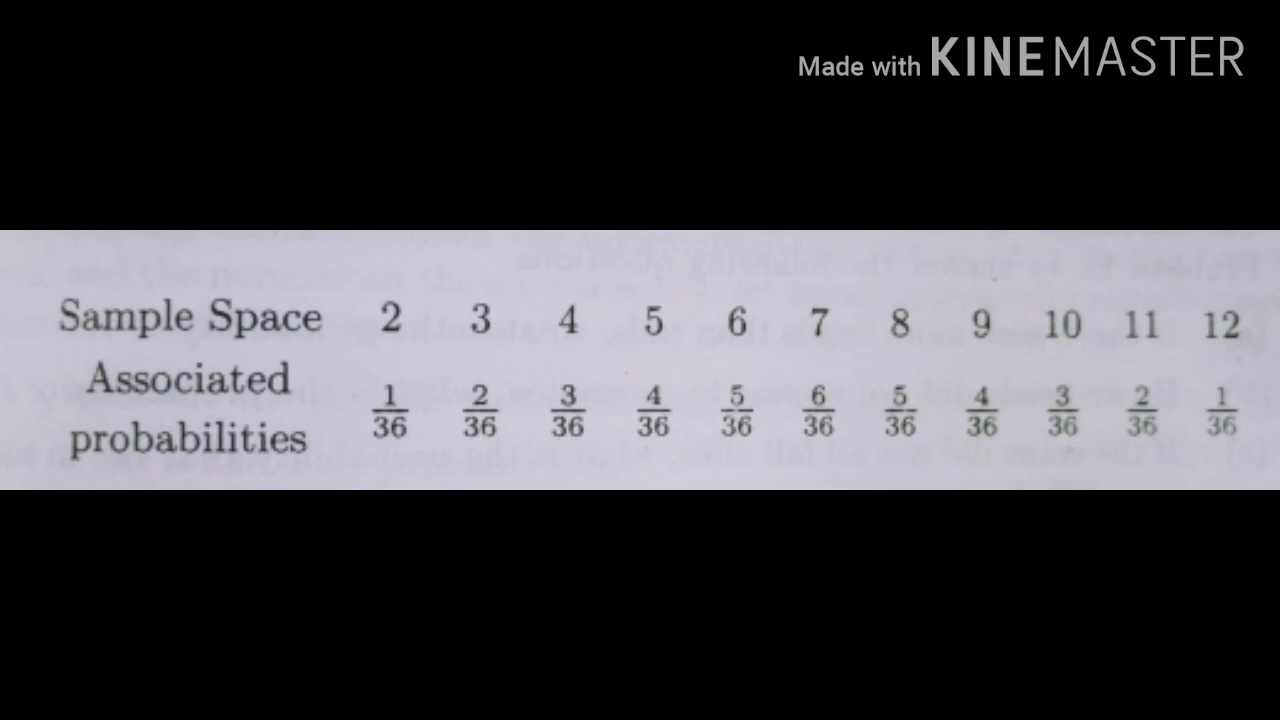 Made with KINEMASTER
Sample Space 2 3 4 5 6 7 8 9 10 11 12
Associated probabilities 1/36 2/36 3/36 4/36 5/36 6/36 5/36 4/36 3/36 2/36 1/36